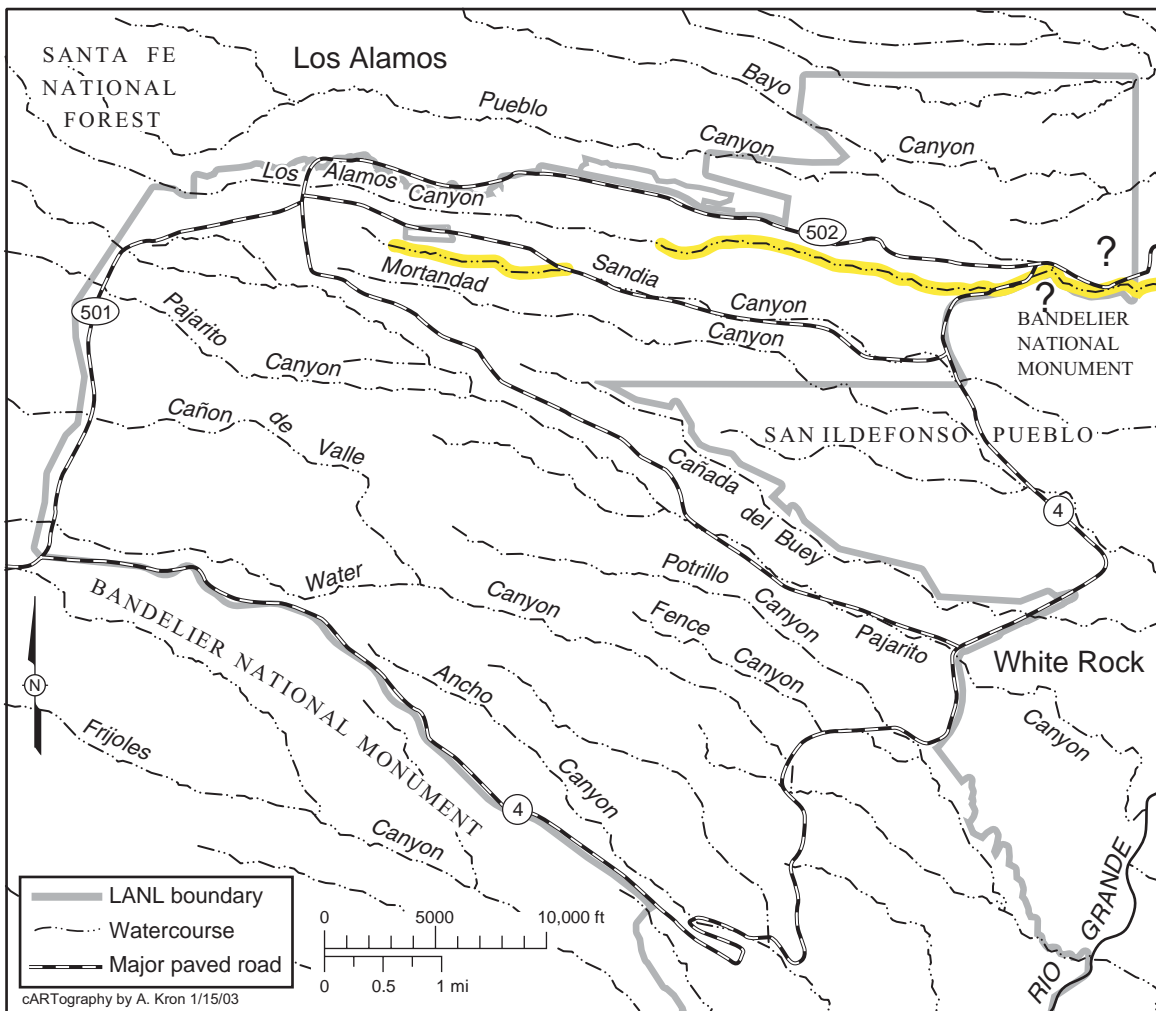 SANTA FE
NATIONAL
FOREST
Los Alamos
Bayo
Canyon
Pueblo
Canyon
Los Alamos
Canyon
502
?
?
Mortandad
Canyon
Sandia
Canyon
501
Pajarito
Canyon
BANDELIER
NATIONAL
MONUMENT
Cañon de Valle
SAN ILDEFONSO PUEBLO
Cañada del Buey
4
Water
Canyon
Potrillo
Canyon
Fence
Canyon
Pajarito
Canyon
White Rock
BANDELIER NATIONAL MONUMENT
N
Ancho
Canyon
Frijoles
Canyon
4
RIO GRANDE
LANL boundary
Watercourse
Major paved road
0 5000 10,000 ft
0 0.5 1 mi
cARTography by A. Kron 1/15/03